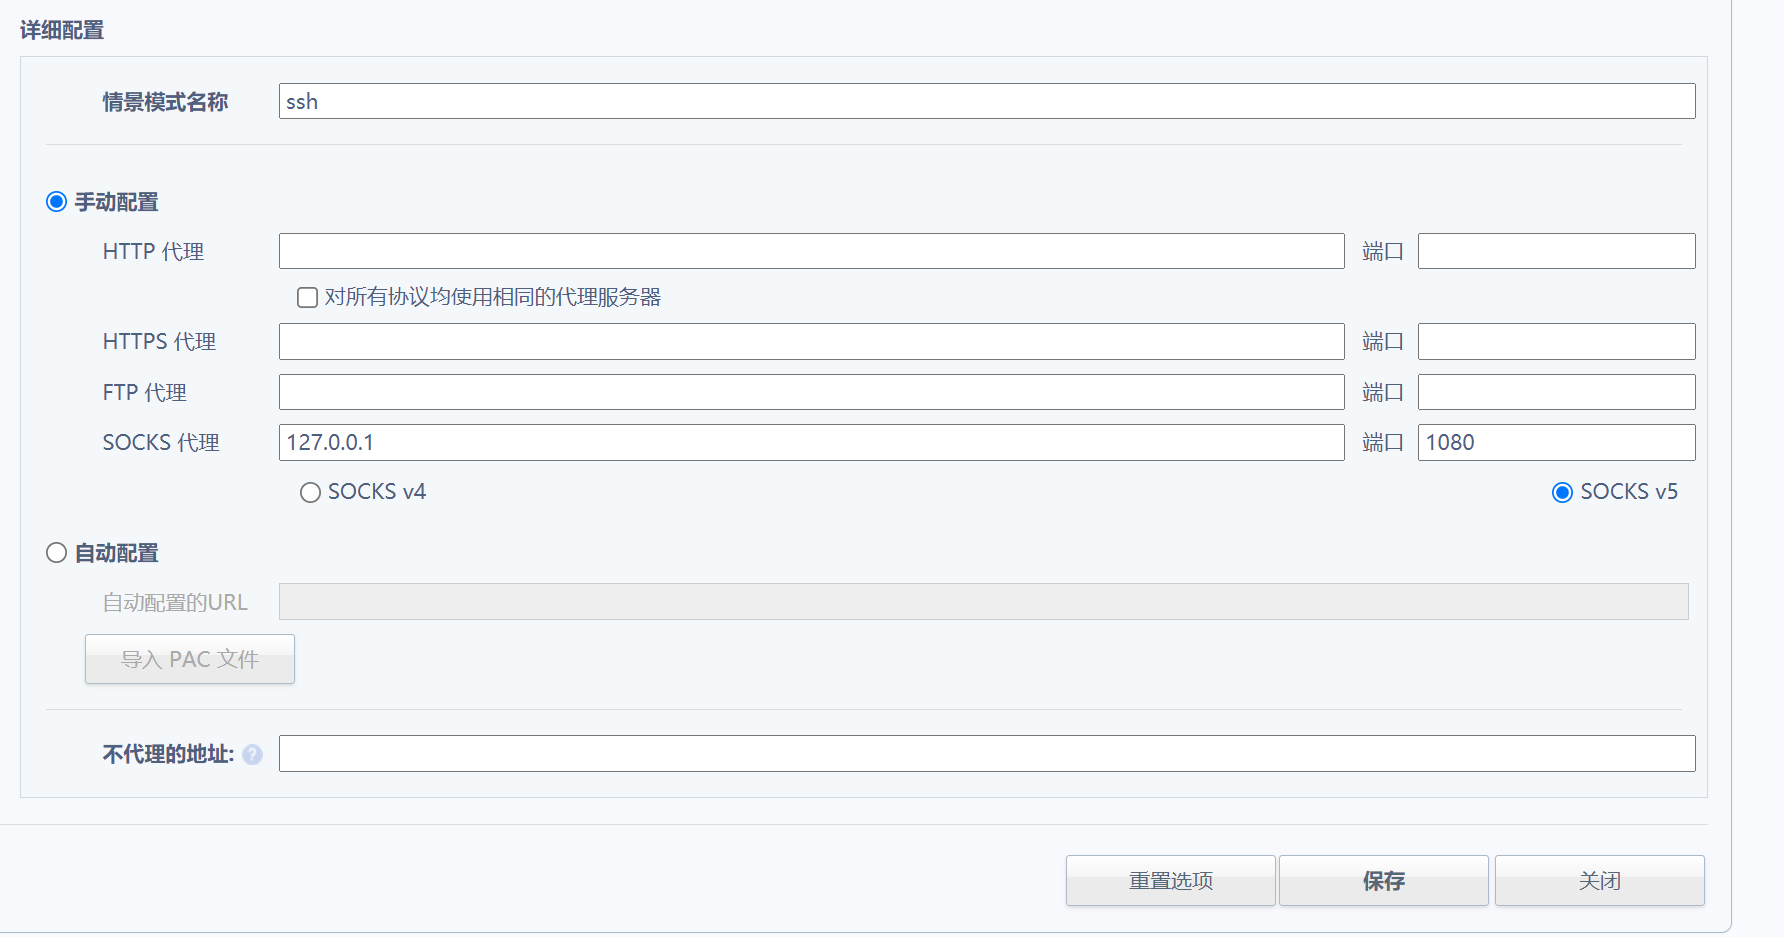 详细配置
情景模式名称 ssh
手动配置
HTTP 代理 端口
对所有协议均使用相同的代理服务器
HTTPS 代理 端口
FTP 代理 端口
SOCKS 代理 127.0.0.1 端口 1080
SOCKS v4 SOCKS v5
自动配置
自动配置的URL
导入 PAC 文件
不代理的地址: ?
重置选项 保存 关闭